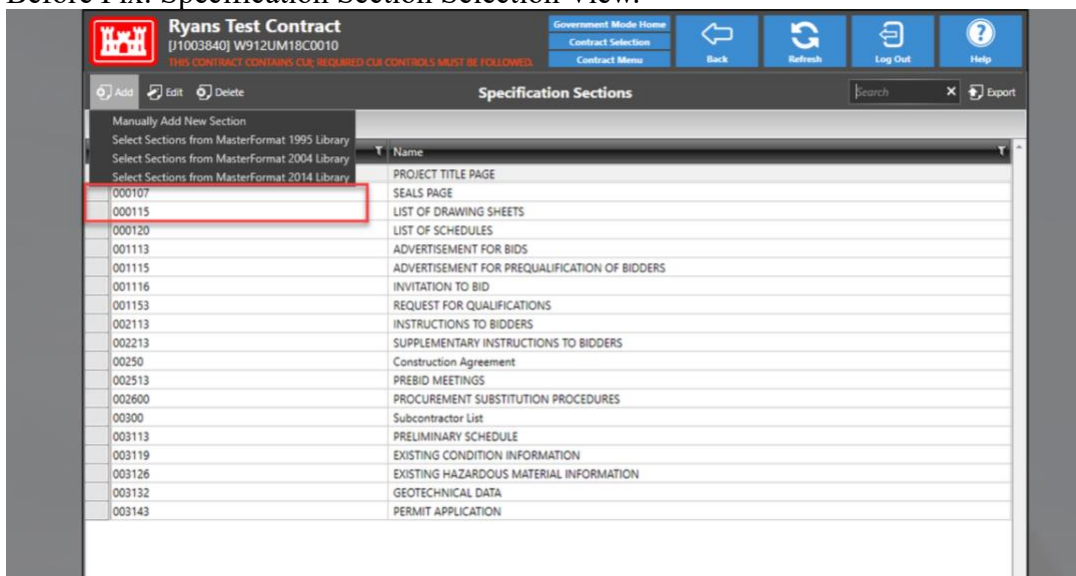 Before Fix: Specification Section Selection View:
Ryans Test Contract
[J1003840] W912UM18C0010
THIS CONTRACT CONTAINS CUI; REQUIRED CUI CONTROLS MUST BE FOLLOWED.
Government Mode Home
Contract Selection
Contract Menu
Back
Refresh
Log Out
Help
Add Edit Delete
Specification Sections
Search
Export
Manually Add New Section
Select Sections from MasterFormat 1995 Library
Select Sections from MasterFormat 2004 Library
Select Sections from MasterFormat 2014 Library
Name
PROJECT TITLE PAGE
000107 SEALS PAGE
000115 LIST OF DRAWING SHEETS
000120 LIST OF SCHEDULES
001113 ADVERTISEMENT FOR BIDS
001115 ADVERTISEMENT FOR PREQUALIFICATION OF BIDDERS
001116 INVITATION TO BID
001153 REQUEST FOR QUALIFICATIONS
002113 INSTRUCTIONS TO BIDDERS
002213 SUPPLEMENTARY INSTRUCTIONS TO BIDDERS
00250 Construction Agreement
002513 PREBID MEETINGS
002600 PROCUREMENT SUBSTITUTION PROCEDURES
00300 Subcontractor List
003113 PRELIMINARY SCHEDULE
003119 EXISTING CONDITION INFORMATION
003126 EXISTING HAZARDOUS MATERIAL INFORMATION
003132 GEOTECHNICAL DATA
003143 PERMIT APPLICATION